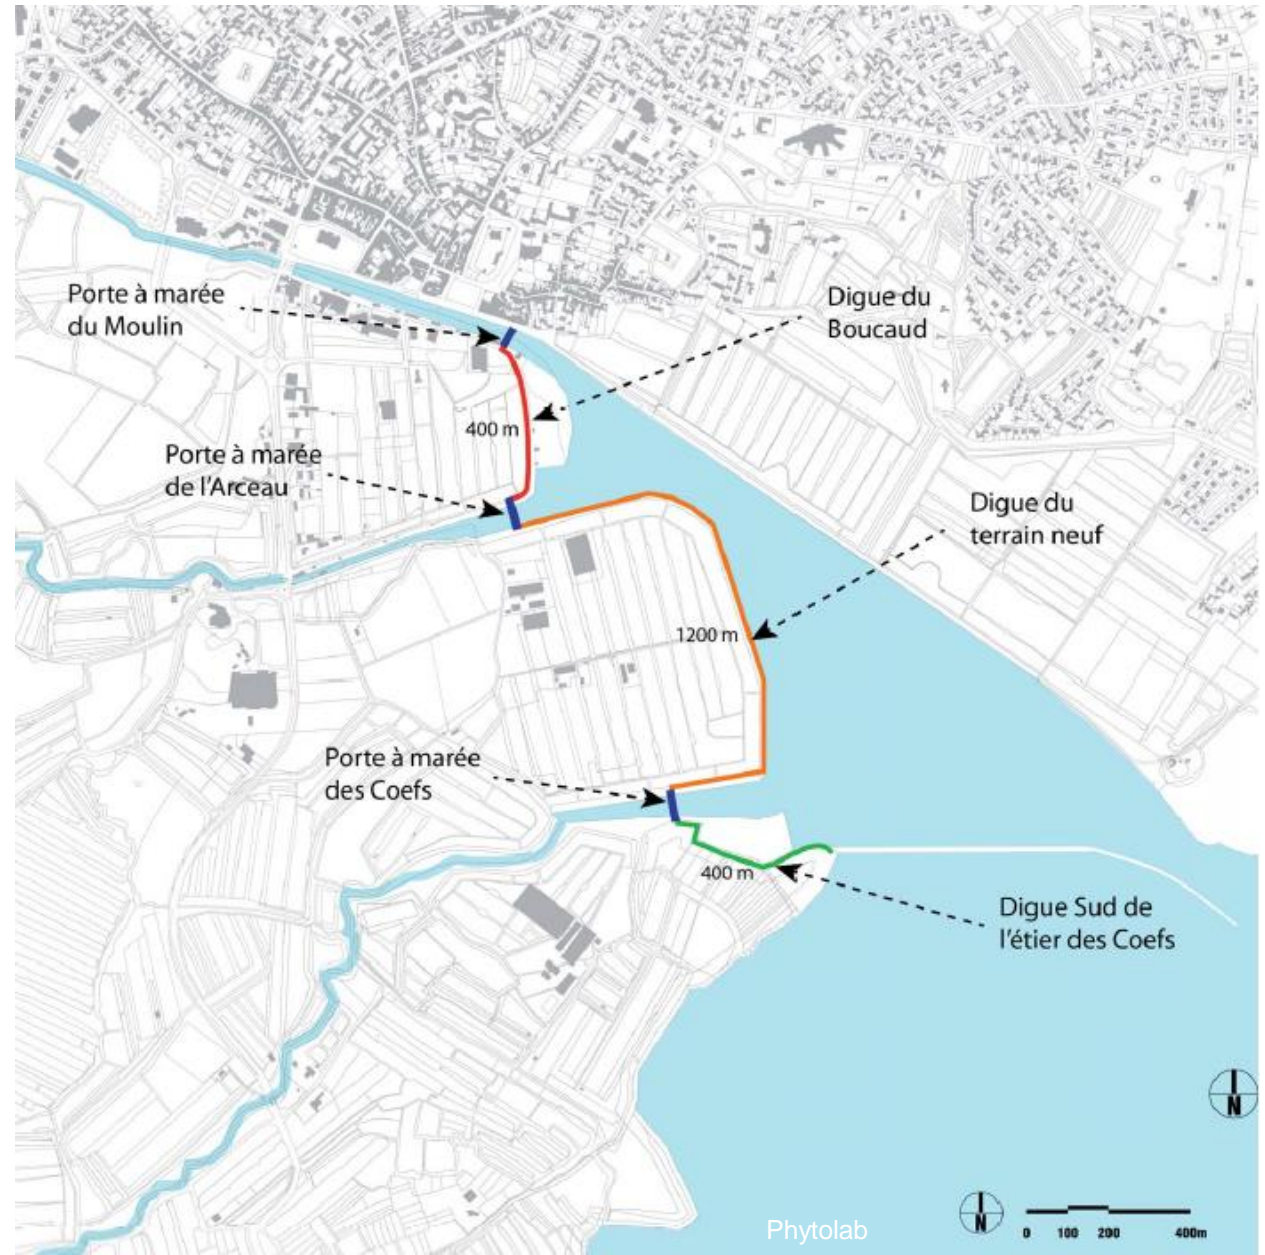 Porte à marée
du Moulin
Digue du
Boucaud
400 m
Porte à marée
de l'Arceau
Digue du
terrain neuf
1200 m
Porte à marée
des Coefs
400 m
Digue Sud de
l'étier des Coefs
N
N
Phytolab
0 100 200 400m